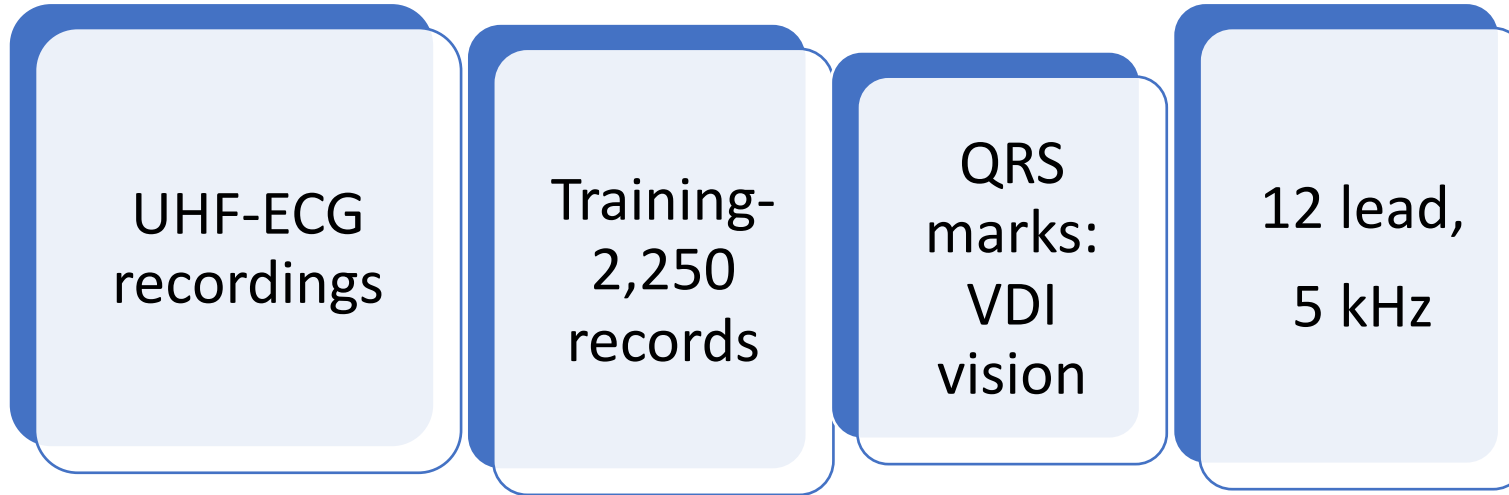 UHF-ECG
recordings
Training-
2,250
records
QRS
marks:
VDI
vision
12 lead,
5 kHz